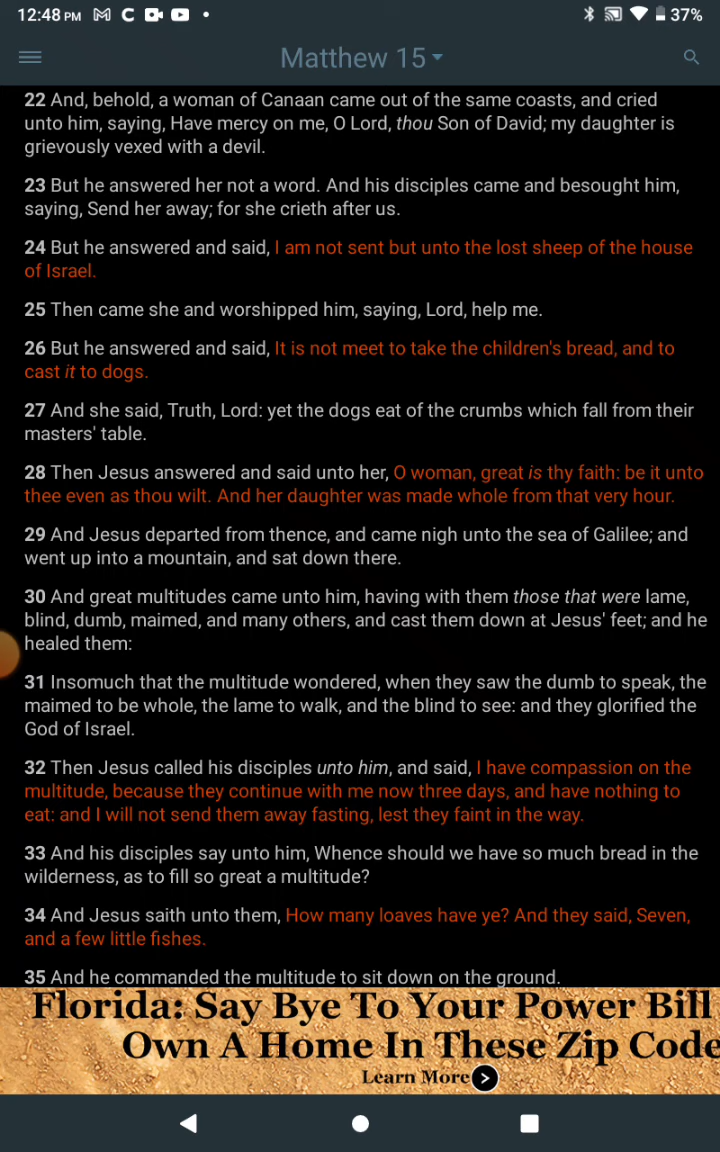 12:48 PM 37%
Matthew 15
22 And, behold, a woman of Canaan came out of the same coasts, and cried
unto him, saying, Have mercy on me, O Lord, thou Son of David; my daughter is
grievously vexed with a devil.
23 But he answered her not a word. And his disciples came and besought him,
saying, Send her away; for she crieth after us.
24 But he answered and said, I am not sent but unto the lost sheep of the house
of Israel.
25 Then came she and worshipped him, saying, Lord, help me.
26 But he answered and said, It is not meet to take the children's bread, and to
cast it to dogs.
27 And she said, Truth, Lord: yet the dogs eat of the crumbs which fall from their
masters' table.
28 Then Jesus answered and said unto her, O woman, great is thy faith: be it unto
thee even as thou wilt. And her daughter was made whole from that very hour.
29 And Jesus departed from thence, and came nigh unto the sea of Galilee; and
went up into a mountain, and sat down there.
30 And great multitudes came unto him, having with them those that were lame,
blind, dumb, maimed, and many others, and cast them down at Jesus' feet; and he
healed them:
31 Insomuch that the multitude wondered, when they saw the dumb to speak, the
maimed to be whole, the lame to walk, and the blind to see: and they glorified the
God of Israel.
32 Then Jesus called his disciples unto him, and said, I have compassion on the
multitude, because they continue with me now three days, and have nothing to
eat: and I will not send them away fasting, lest they faint in the way.
33 And his disciples say unto him, Whence should we have so much bread in the
wilderness, as to fill so great a multitude?
34 And Jesus saith unto them, How many loaves have ye? And they said, Seven,
and a few little fishes.
35 And he commanded the multitude to sit down on the ground.
Florida: Say Bye To Your Power Bill
Own A Home In These Zip Code
Learn More